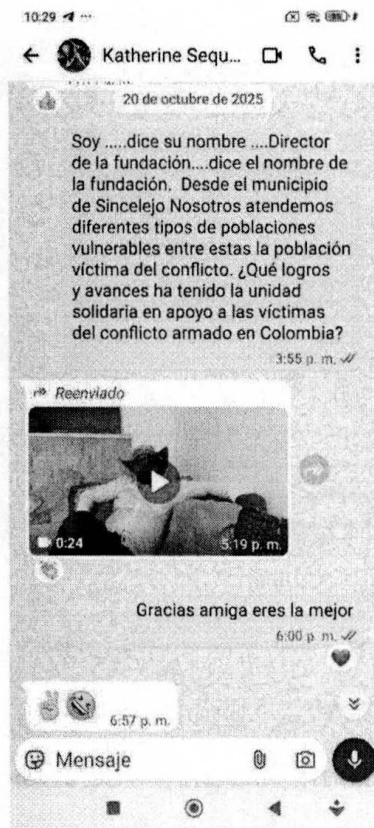 10:29
Katherine Sequ...
20 de octubre de 2025
Soy .....dice su nombre ....Director
de la fundación....dice el nombre de
la fundación. Desde el municipio
de Sincelejo Nosotros atendemos
diferentes tipos de poblaciones
vulnerables entre estas la población
víctima del conflicto. ¿Qué logros
y avances ha tenido la unidad
solidaria en apoyo a las víctimas
del conflicto armado en Colombia?
3:55 p. m.
Reenviado
0:24 5:19 p. m.
Gracias amiga eres la mejor
6:00 p. m.
6:57 p. m.
Mensaje